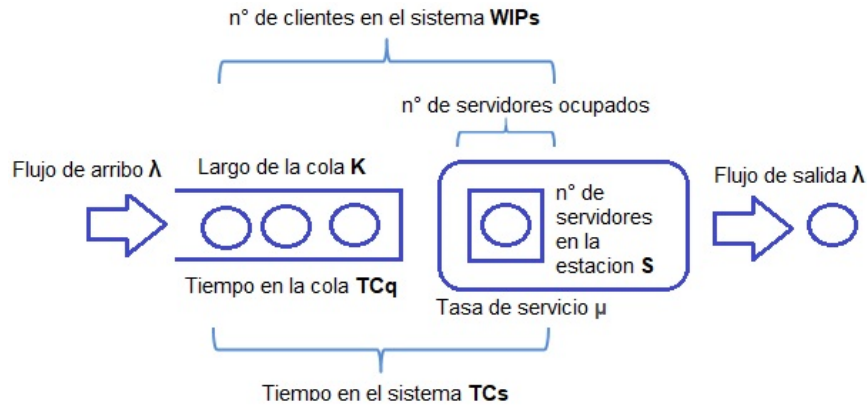 n° de clientes en el sistema WIPs
n° de servidores ocupados
Flujo de arribo λ
Largo de la cola K
n° de
servidores
en la
estacion S
Flujo de salida λ
Tiempo en la cola TCq
Tasa de servicio μ
Tiempo en el sistema TCs